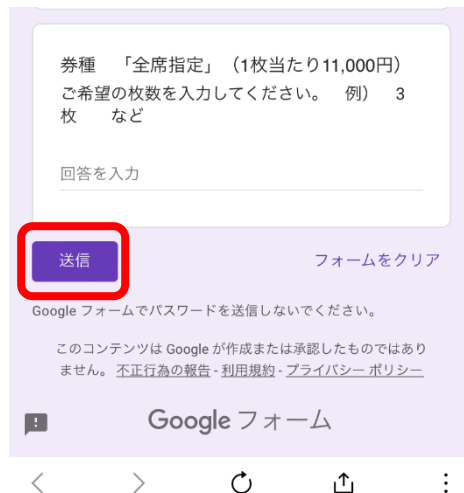 券種　「全席指定」（1枚当たり11,000円）
ご希望の枚数を入力してください。　例）　3
枚　　など
回答を入力
送信
フォームをクリア
Google フォームでパスワードを送信しないでください。
このコンテンツは Google が作成または承認したものではあり
ません。 不正行為の報告 - 利用規約 - プライバシー ポリシー
Google フォーム